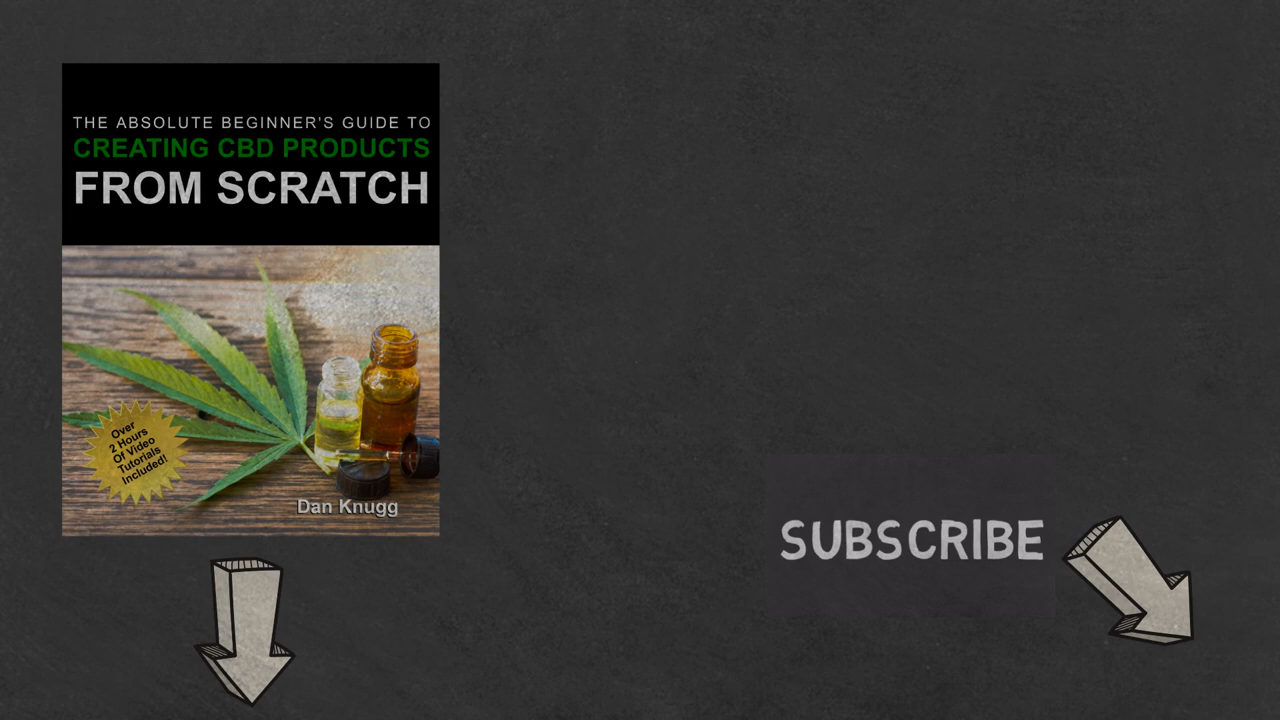 THE ABSOLUTE BEGINNER'S GUIDE TO
CREATING CBD PRODUCTS
FROM SCRATCH
Over
2 Hours
Of Video
Tutorials
Included!
Dan Knugg
SUBSCRIBE